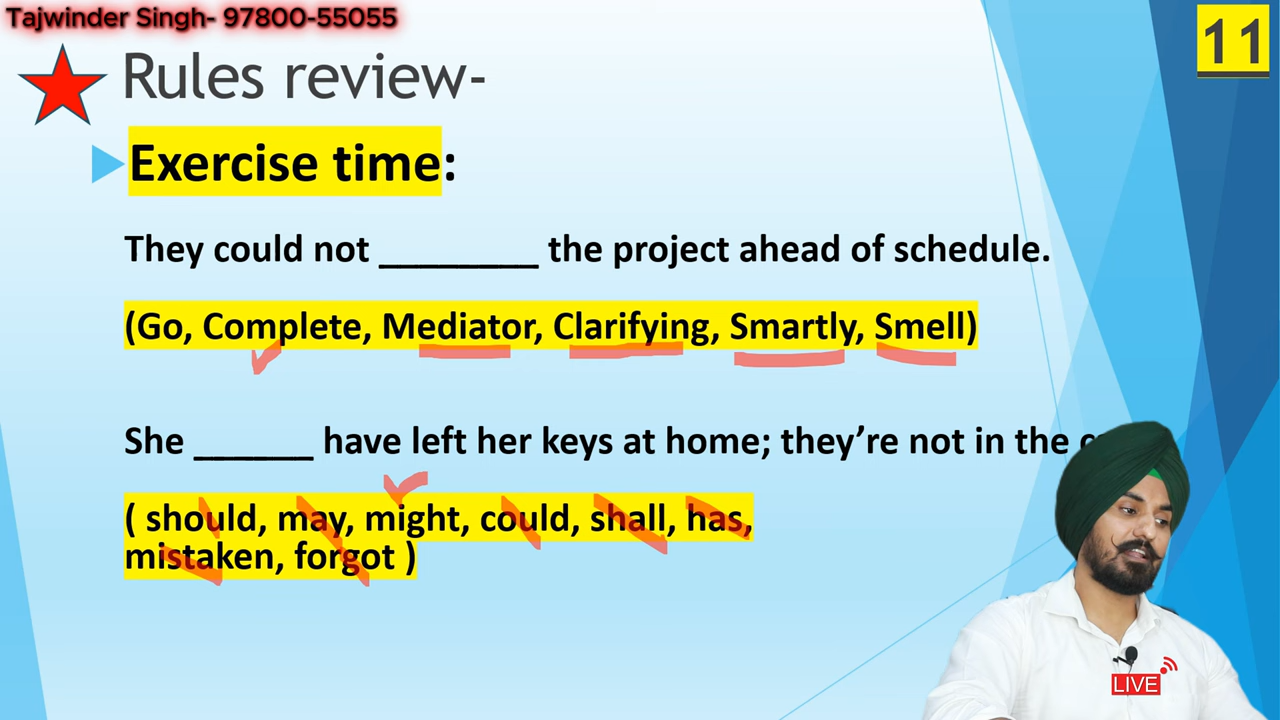 Tajwinder Singh- 97800-55055
11
Rules review-
Exercise time:
They could not ________ the project ahead of schedule.
(Go, Complete, Mediator, Clarifying, Smartly, Smell)
She ______ have left her keys at home; they’re not in the
( should, may, might, could, shall, has,
mistaken, forgot )
LIVE